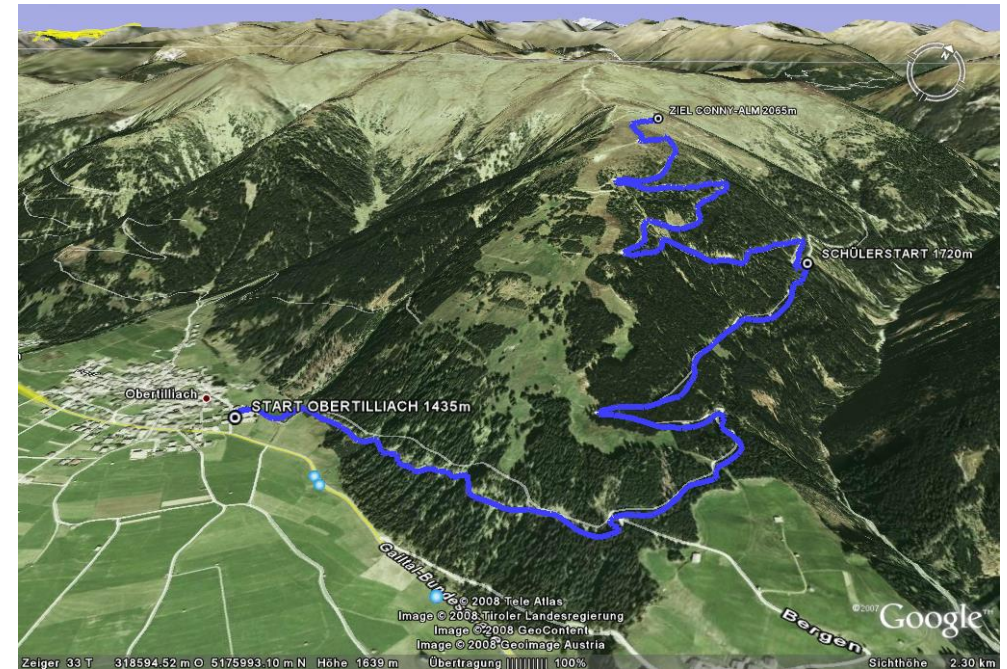 N
ZIEL CONNY-ALM 2065m
SCHÜLERSTART 1720m
Obertilliach
START OBERTILLIACH 1435m
Gailtal-Bundes
Bergen
© 2008 Tele Atlas
Image © 2008 Tiroler Landesregierung
Image © 2008 GeoContent
Image © 2008 Geoimage Austria
©2007 Google™
Zeiger 33 T 318594.52 m O 5175993.10 m N Höhe 1639 m Übertragung |||||||||| 100% Sichthöhe 2.30 km